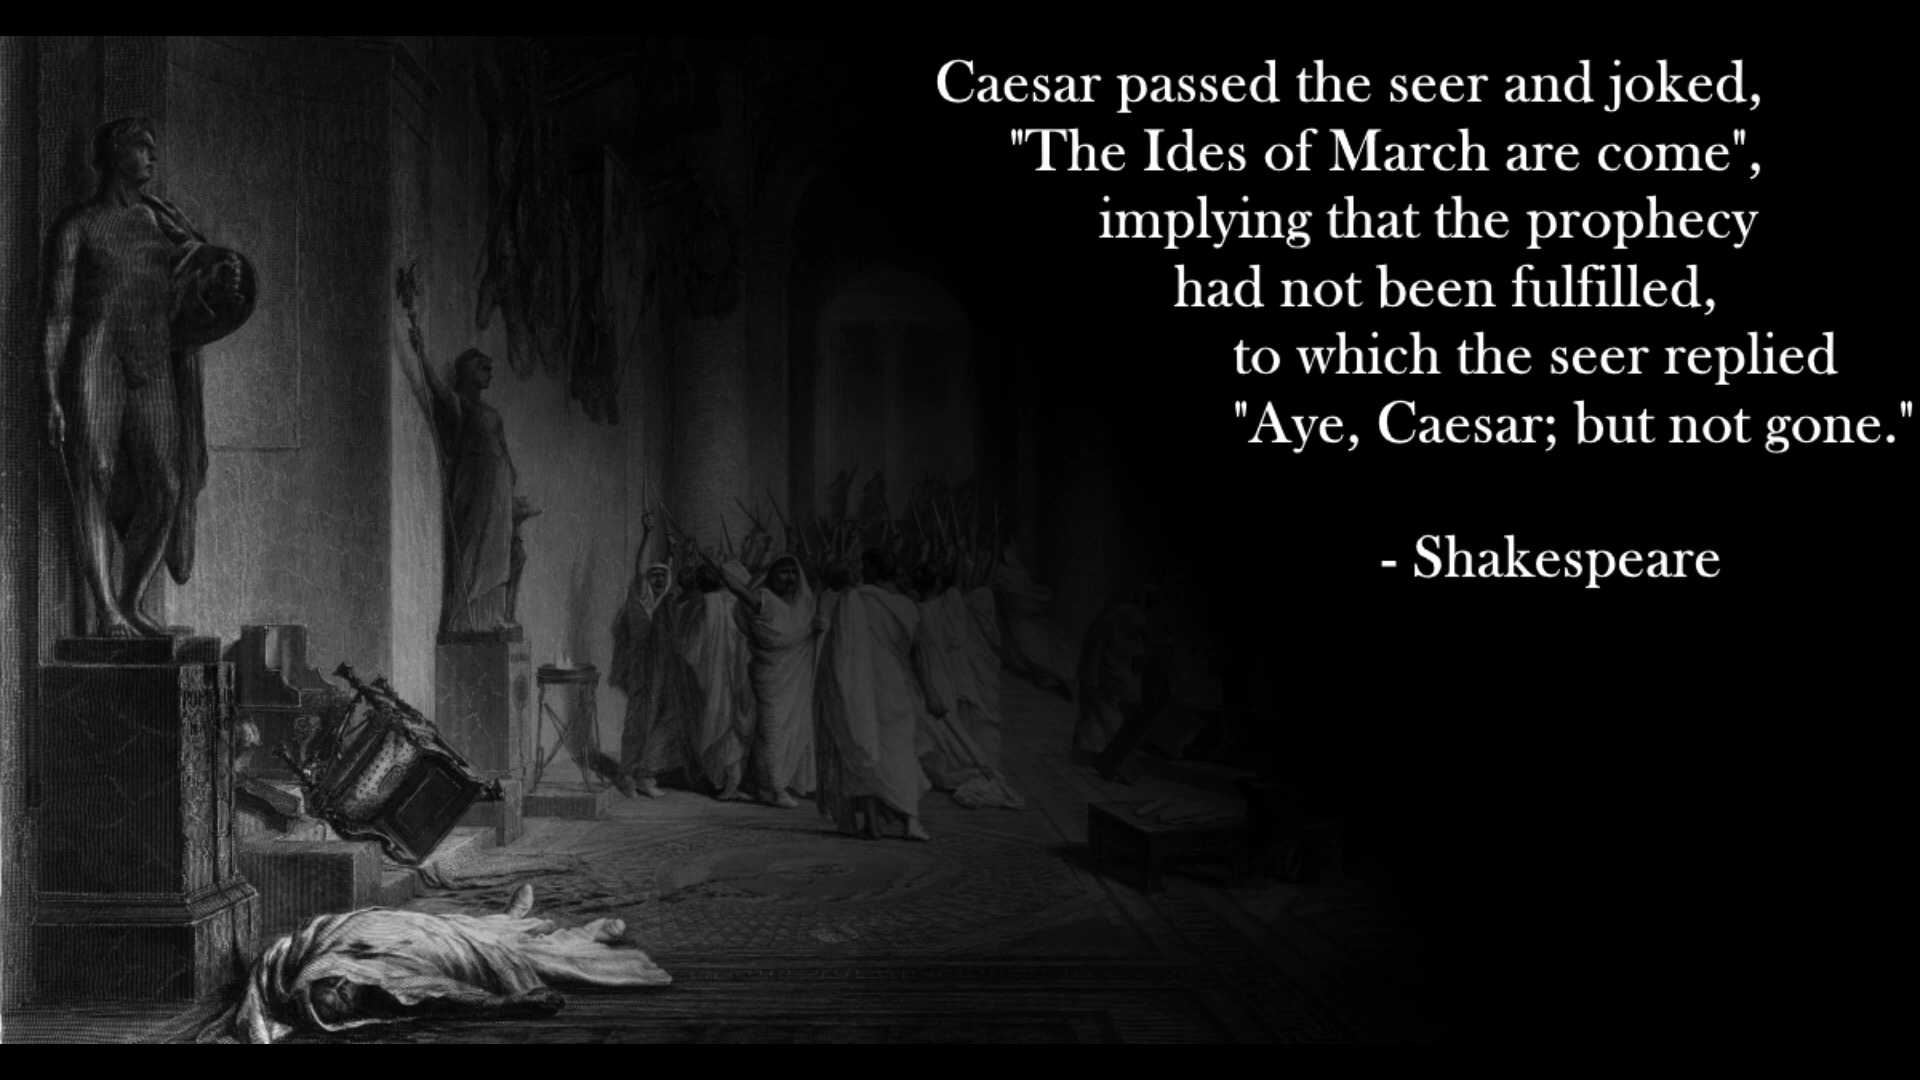 Caesar passed the seer and joked,
"The Ides of March are come",
implying that the prophecy
had not been fulfilled,
to which the seer replied
"Aye, Caesar; but not gone."
- Shakespeare